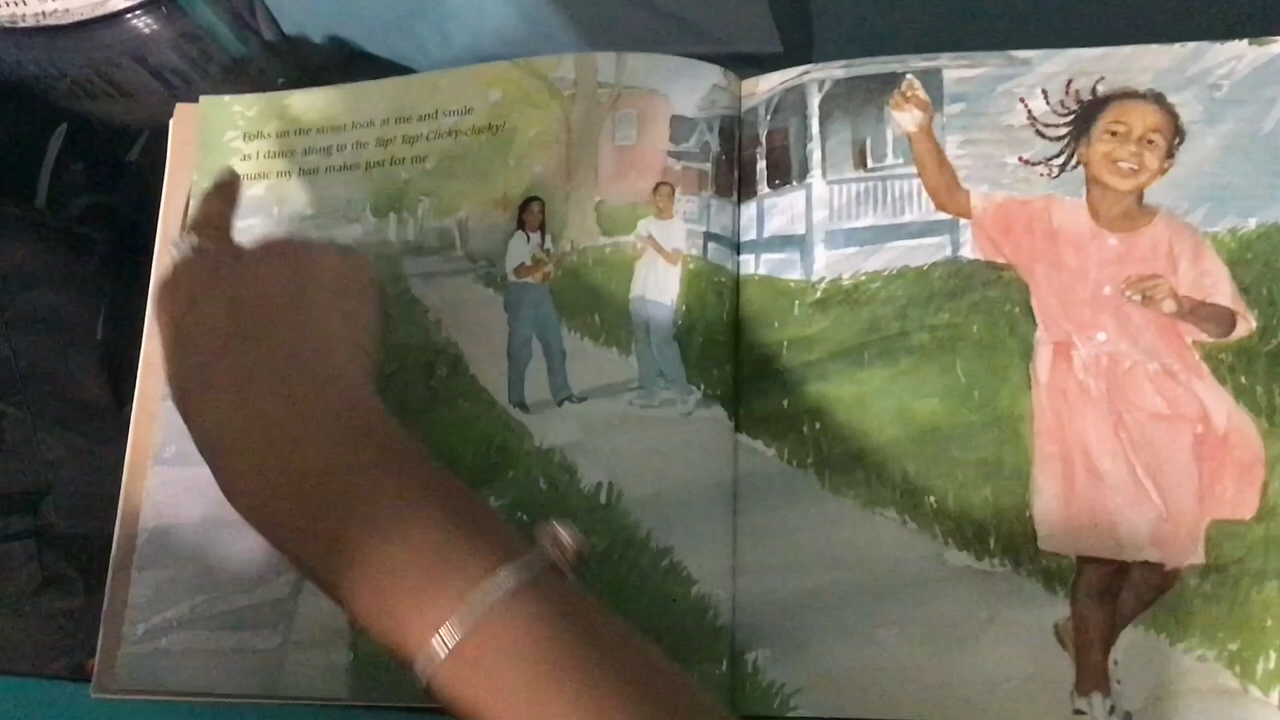 Folks on the street look at me and smile
as I dance along to the Tap! Tap! Clicky-clacky!
music my hair makes just for me